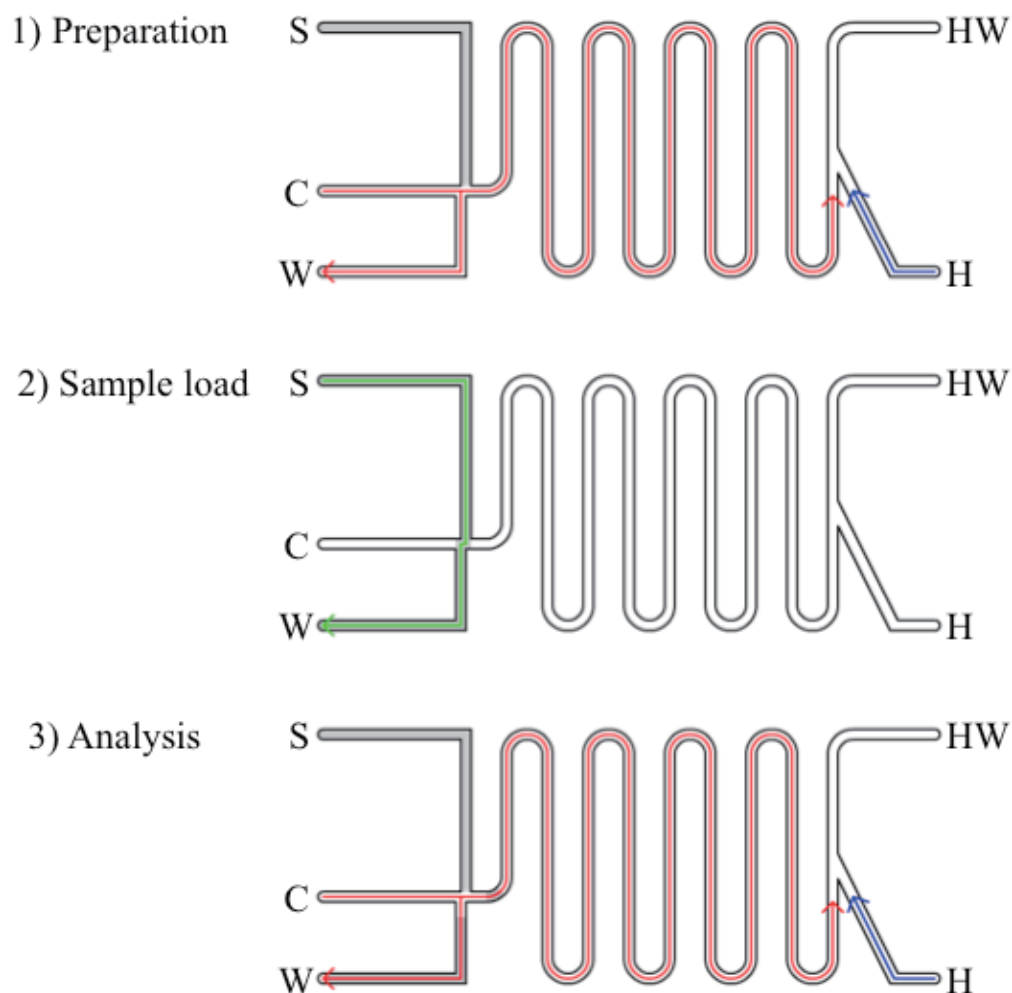 1) Preparation
S
HW
C
W
H
2) Sample load
S
HW
C
W
H
3) Analysis
S
HW
C
W
H